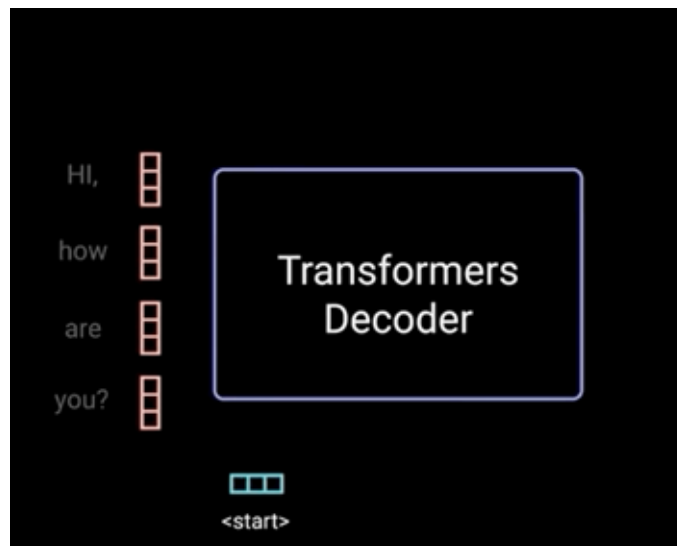 HI,
how
are
you?
Transformers
Decoder
<start>